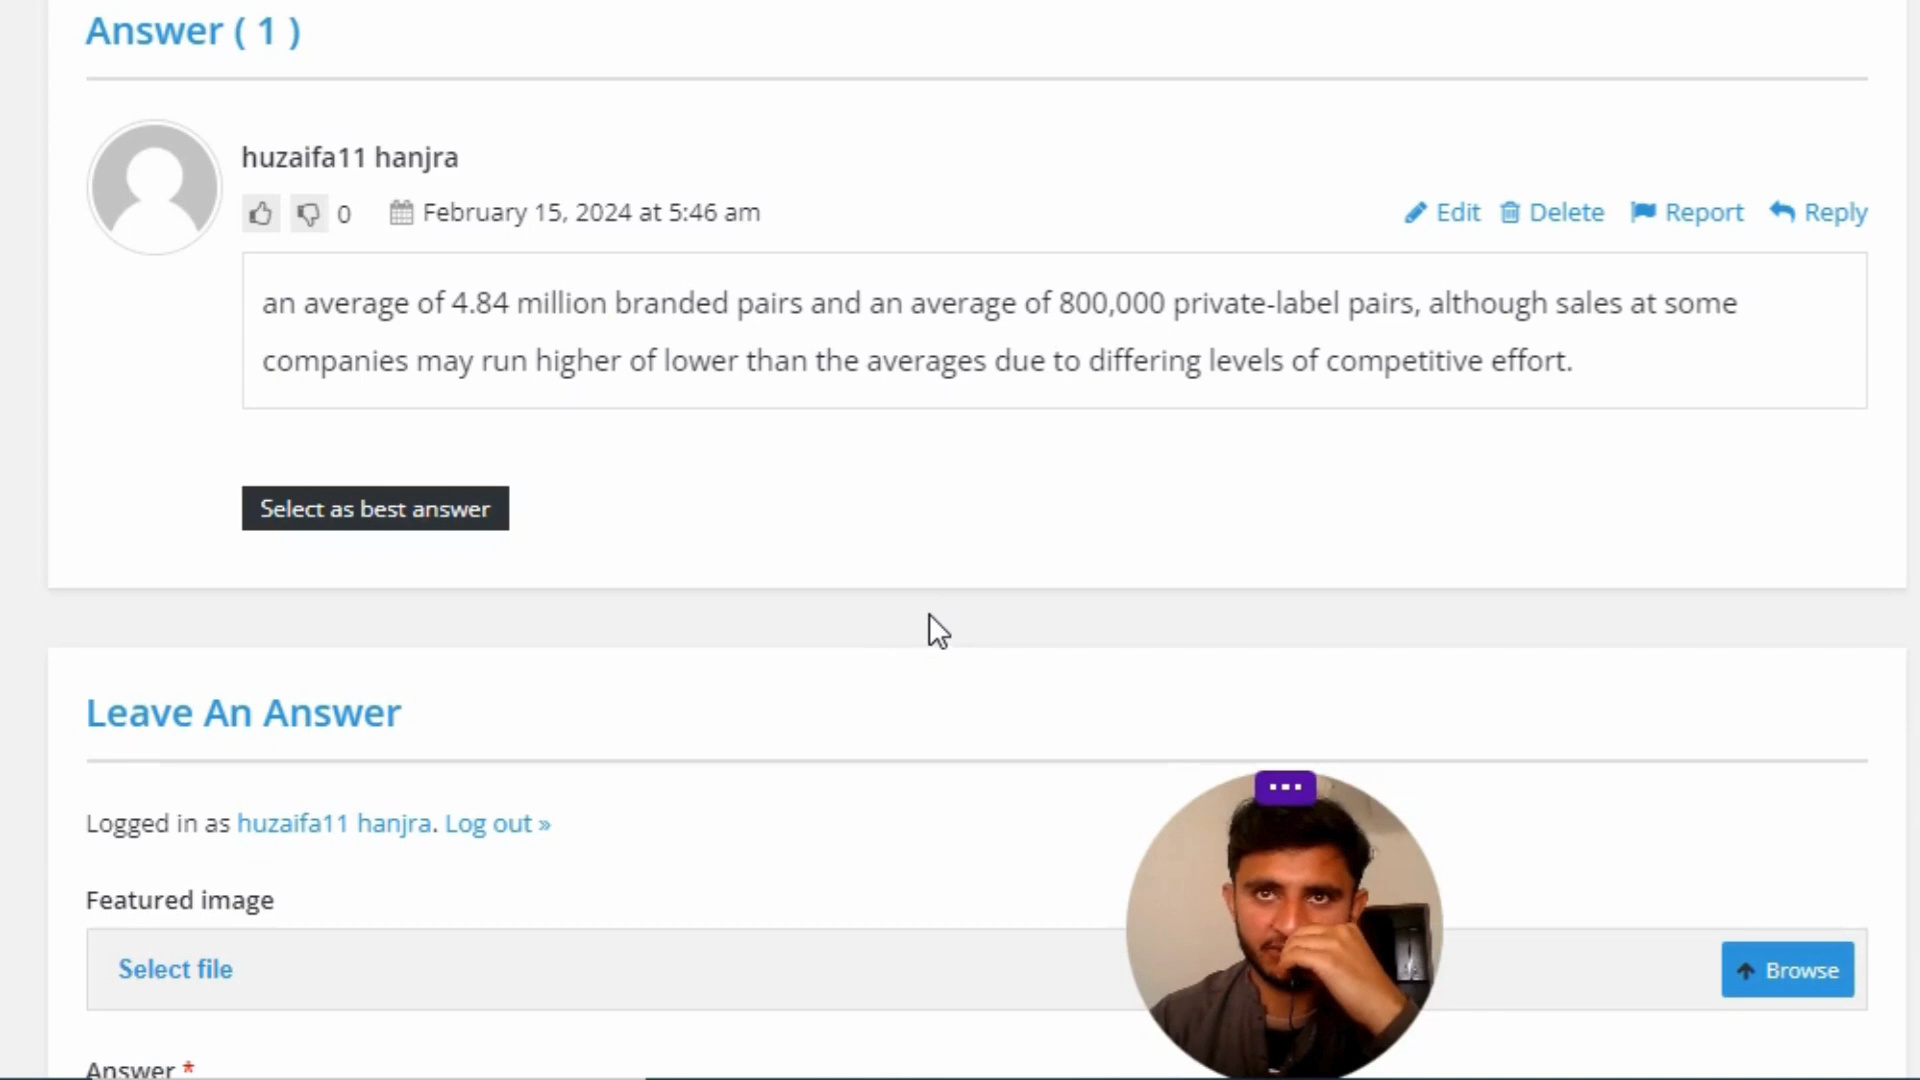 Answer ( 1 )
huzaifa11 hanjra
0 February 15, 2024 at 5:46 am Edit Delete Report Reply
an average of 4.84 million branded pairs and an average of 800,000 private-label pairs, although sales at some
companies may run higher of lower than the averages due to differing levels of competitive effort.
Select as best answer
Leave An Answer
Logged in as huzaifa11 hanjra. Log out »
Featured image
Select file Browse
Answer *